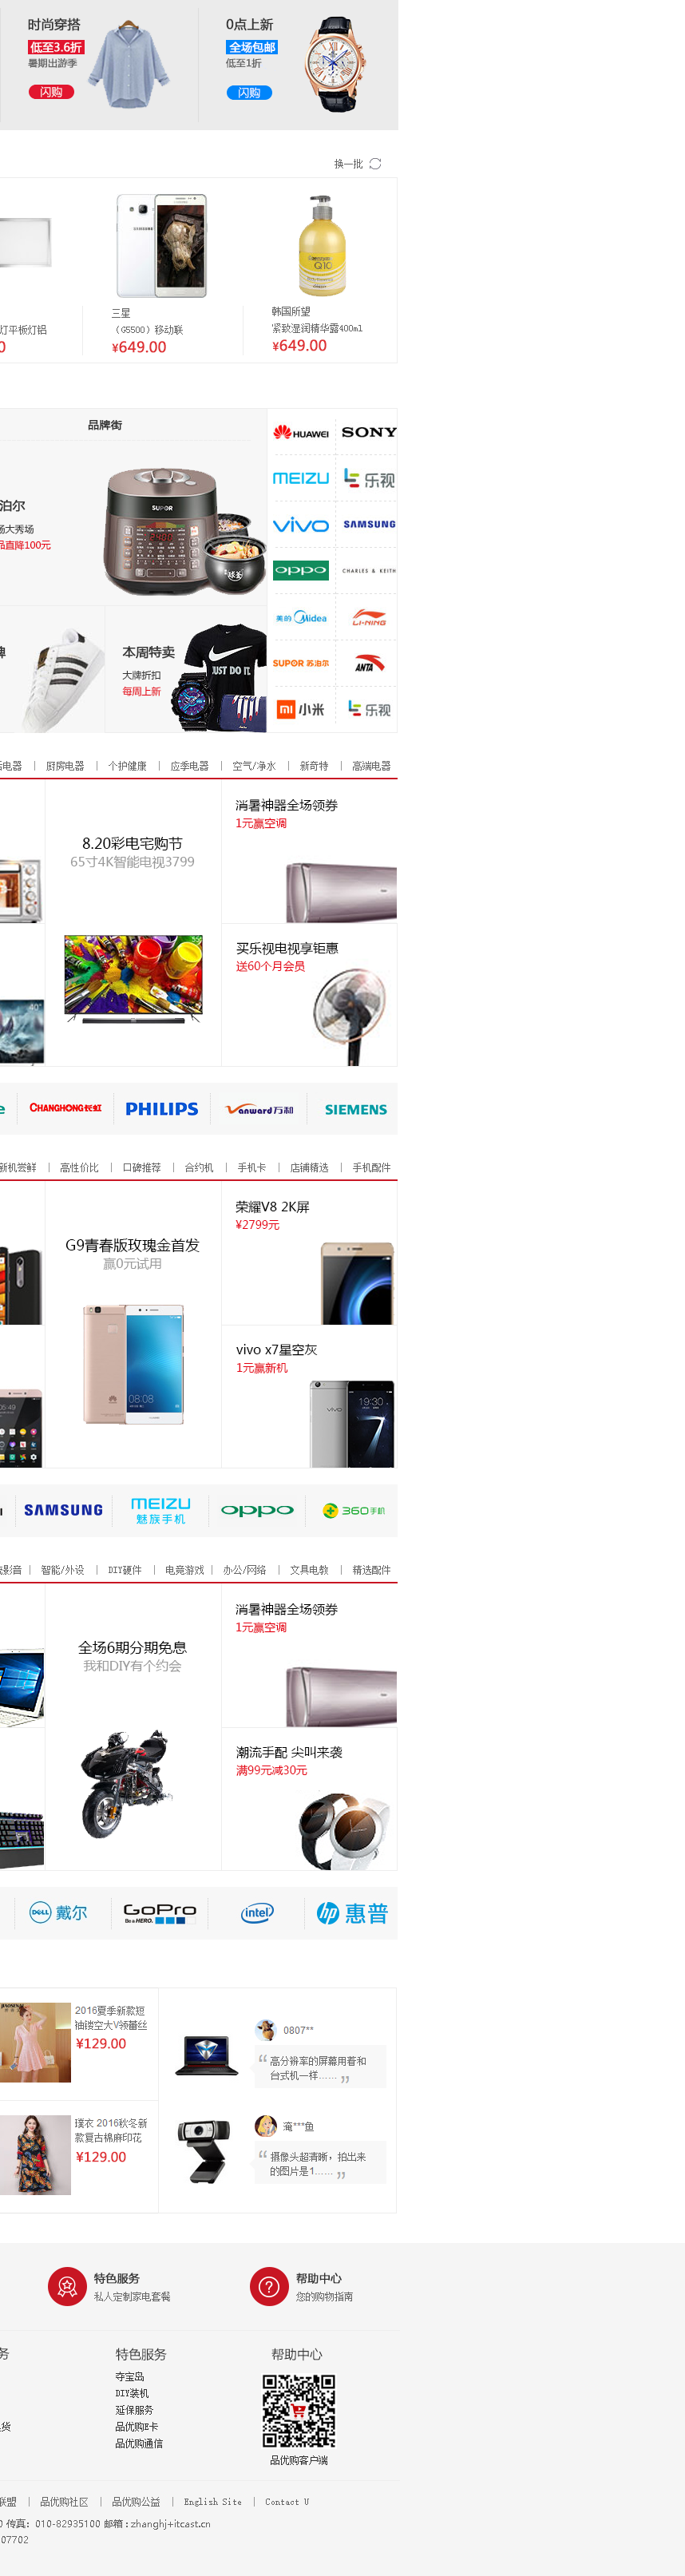 时尚穿搭
低至3.6折
暑期出游季
闪购
0点上新
全场包邮
低至1折
闪购
换一批
灯平板灯铝
0
三星
（G5500）移动联
¥649.00
韩国所望
紧致湿润精华露400ml
¥649.00
品牌街
泊尔
场大秀场
品直降100元
SUPOR
牌
本周特卖
大牌折扣
每周上新
JUST DO IT.
HUAWEI
SONY
MEIZU
乐视
vivo
SAMSUNG
OPPO
CHARLES & KEITH
美的 Midea
LI-NING
SUPOR 苏泊尔
ANTA
小米
乐视
电器 | 厨房电器 | 个护健康 | 应季电器 | 空气/净水 | 新奇特 | 高端电器
8.20彩电宅购节
65寸4K智能电视3799
消暑神器全场领券
1元赢空调
买乐视电视享钜惠
送60个月会员
40"
e
CHANGHONG长虹
PHILIPS
Vanward万和
SIEMENS
新机尝鲜 | 高性价比 | 口碑推荐 | 合约机 | 手机卡 | 店铺精选 | 手机配件
G9青春版玫瑰金首发
赢0元试用
08:08
荣耀V8 2K屏
¥2799元
vivo x7星空灰
1元赢新机
05:49
19:30
SAMSUNG
MEIZU
魅族手机
OPPO
360手机
影音 | 智能/外设 | DIY硬件 | 电竞游戏 | 办公/网络 | 文具电教 | 精选配件
全场6期分期免息
我和DIY有个约会
消暑神器全场领券
1元赢空调
潮流手配 尖叫来袭
满99元减30元
DELL 戴尔
GoPro
Be a HERO.
intel
hp 惠普
2016夏季新款短
袖镂空大V领蕾丝
¥129.00
璞衣 2016秋冬新
款复古棉麻印花
¥129.00
0807**
“ 高分辨率的屏幕用着和
台式机一样…… ”
“ 摄像头超清晰，拍出来
的图片是1…… ”
特色服务
私人定制家电套餐
帮助中心
您的购物指南
务
货
特色服务
夺宝岛
DIY装机
延保服务
品优购E卡
品优购通信
帮助中心
品优购客户端
联盟 | 品优购社区 | 品优购公益 | English Site | Contact U
0 传真：010-82935100 邮箱：zhanghj+itcast.cn
07702